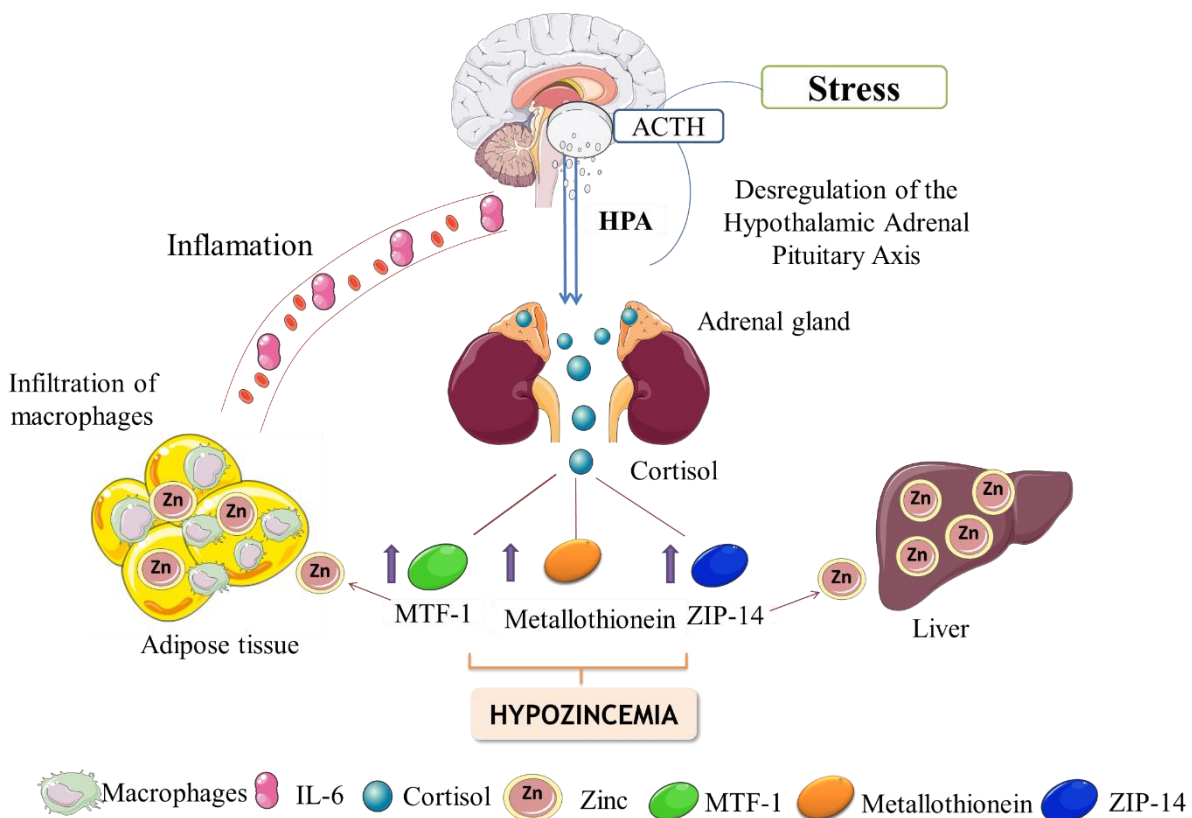 Stress
ACTH
HPA
Desregulation of the
Hypothalamic Adrenal
Pituitary Axis
Inflamation
Adrenal gland
Infiltration of
macrophages
Cortisol
Zn
Zn
Zn
Zn
Zn
Zn
Zn
Zn
Zn
MTF-1
Metallothionein
ZIP-14
Adipose tissue
Liver
HYPOZINCEMIA
Macrophages
IL-6
Cortisol
Zn
Zinc
MTF-1
Metallothionein
ZIP-14